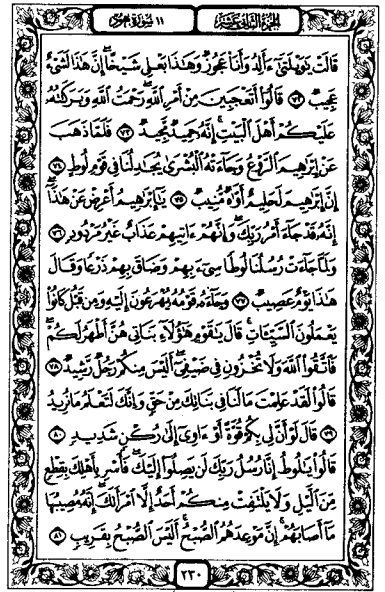 الجزء الثاني عشر
١١ سورة هود
قَالَتْ يَٰوَيْلَتَىٰٓ ءَأَلِدُ وَأَنَا۠ عَجُوزٌ وَهَٰذَا بَعْلِى شَيْخًا إِنَّ هَٰذَا لَشَىْءٌ
عَجِيبٌ ٧٢ قَالُوٓا۟ أَتَعْجَبِينَ مِنْ أَمْرِ ٱللَّهِ رَحْمَتُ ٱللَّهِ وَبَرَكَٰتُهُۥ
عَلَيْكُمْ أَهْلَ ٱلْبَيْتِ إِنَّهُۥ حَمِيدٌ مَّجِيدٌ ٧٣ فَلَمَّا ذَهَبَ
عَنْ إِبْرَٰهِيمَ ٱلرَّوْعُ وَجَآءَتْهُ ٱلْبُشْرَىٰ يُجَٰدِلُنَا فِى قَوْمِ لُوطٍ ٧٤
إِنَّ إِبْرَٰهِيمَ لَحَلِيمٌ أَوَّٰهٌ مُّنِيبٌ ٧٥ يَٰٓإِبْرَٰهِيمُ أَعْرِضْ عَنْ هَٰذَآ
إِنَّهُۥ قَدْ جَآءَ أَمْرُ رَبِّكَ وَإِنَّهُمْ ءَاتِيهِمْ عَذَابٌ غَيْرُ مَرْدُودٍ ٧٦
وَلَمَّا جَآءَتْ رُسُلُنَا لُوطًا سِىٓءَ بِهِمْ وَضَاقَ بِهِمْ ذَرْعًا وَقَالَ
هَٰذَا يَوْمٌ عَصِيبٌ ٧٧ وَجَآءَهُۥ قَوْمُهُۥ يُهْرَعُونَ إِلَيْهِ وَمِن قَبْلُ كَانُوا۟
يَعْمَلُونَ ٱلسَّيِّـَٔاتِ قَالَ يَٰقَوْمِ هَٰٓؤُلَآءِ بَنَاتِى هُنَّ أَطْهَرُ لَكُمْ
فَٱتَّقُوا۟ ٱللَّهَ وَلَا تُخْزُونِ فِى ضَيْفِىٓ أَلَيْسَ مِنكُمْ رَجُلٌ رَّشِيدٌ ٧٨
قَالُوا۟ لَقَدْ عَلِمْتَ مَا لَنَا فِى بَنَاتِكَ مِنْ حَقٍّ وَإِنَّكَ لَتَعْلَمُ مَا نُرِيدُ
٧٩ قَالَ لَوْ أَنَّ لِى بِكُمْ قُوَّةً أَوْ ءَاوِىٓ إِلَىٰ رُكْنٍ شَدِيدٍ ٨٠
قَالُوا۟ يَٰلُوطُ إِنَّا رُسُلُ رَبِّكَ لَن يَصِلُوٓا۟ إِلَيْكَ فَأَسْرِ بِأَهْلِكَ بِقِطْعٍ
مِّنَ ٱلَّيْلِ وَلَا يَلْتَفِتْ مِنكُمْ أَحَدٌ إِلَّا ٱمْرَأَتَكَ إِنَّهُۥ مُصِيبُهَا
مَآ أَصَابَهُمْ إِنَّ مَوْعِدَهُمُ ٱلصُّبْحُ أَلَيْسَ ٱلصُّبْحُ بِقَرِيبٍ ٨١
٢٣٠